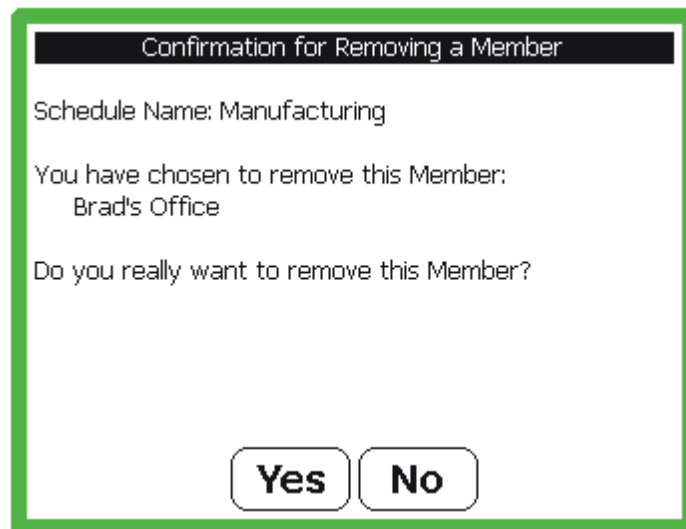 Confirmation for Removing a Member
Schedule Name: Manufacturing
You have chosen to remove this Member:
Brad's Office
Do you really want to remove this Member?
Yes No